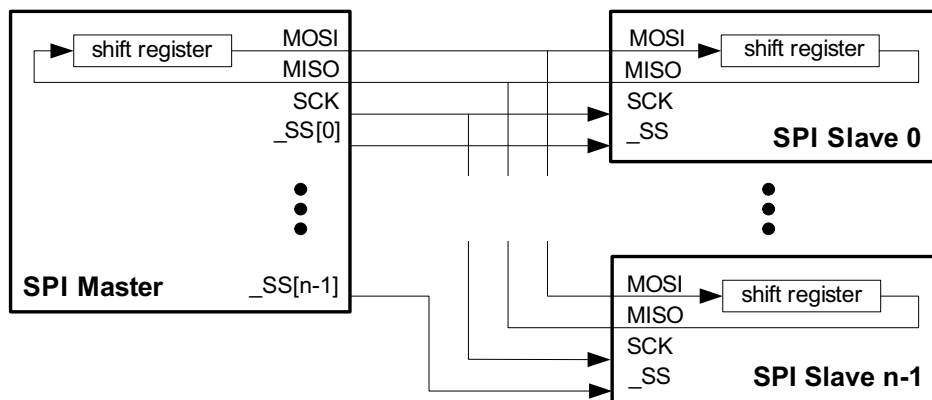 shift register
MOSI
MISO
SCK
_SS[0]
SPI Master
_SS[n-1]
MOSI
shift register
MISO
SCK
_SS
SPI Slave 0
MOSI
shift register
MISO
SCK
_SS
SPI Slave n-1